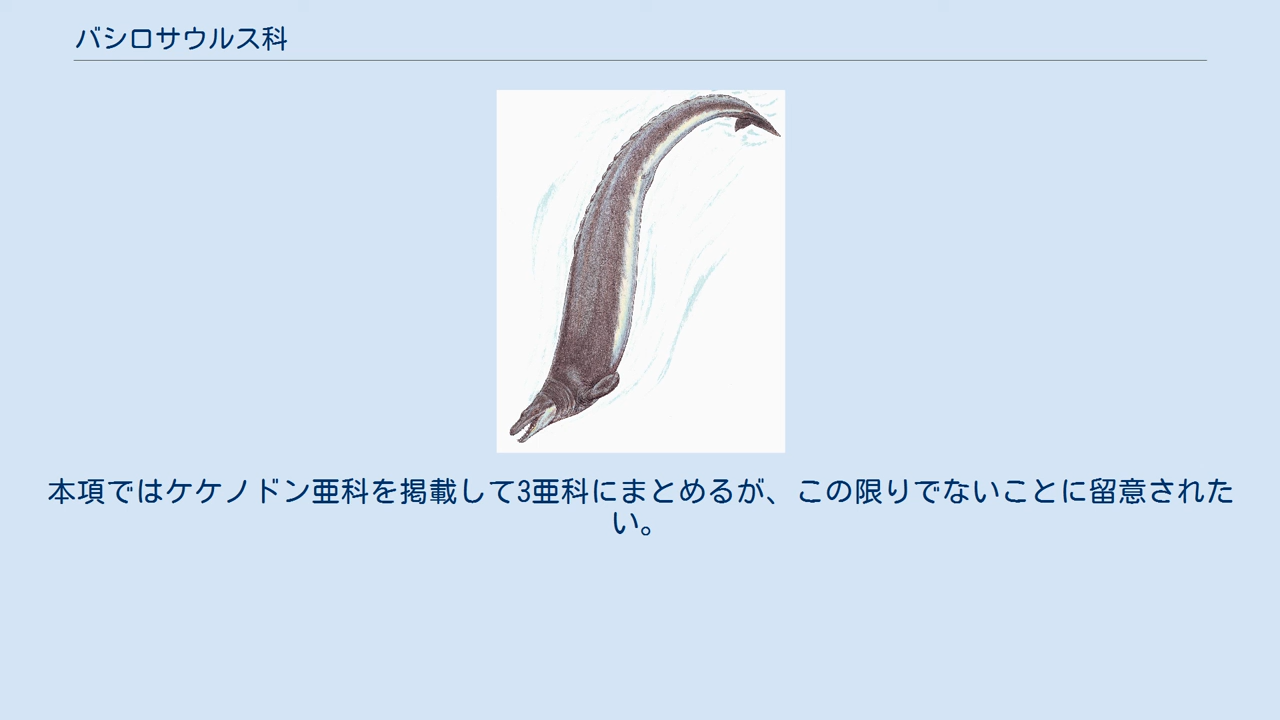 バシロサウルス科
本項ではケケノドン亜科を掲載して3亜科にまとめるが、この限りでないことに留意された
い。